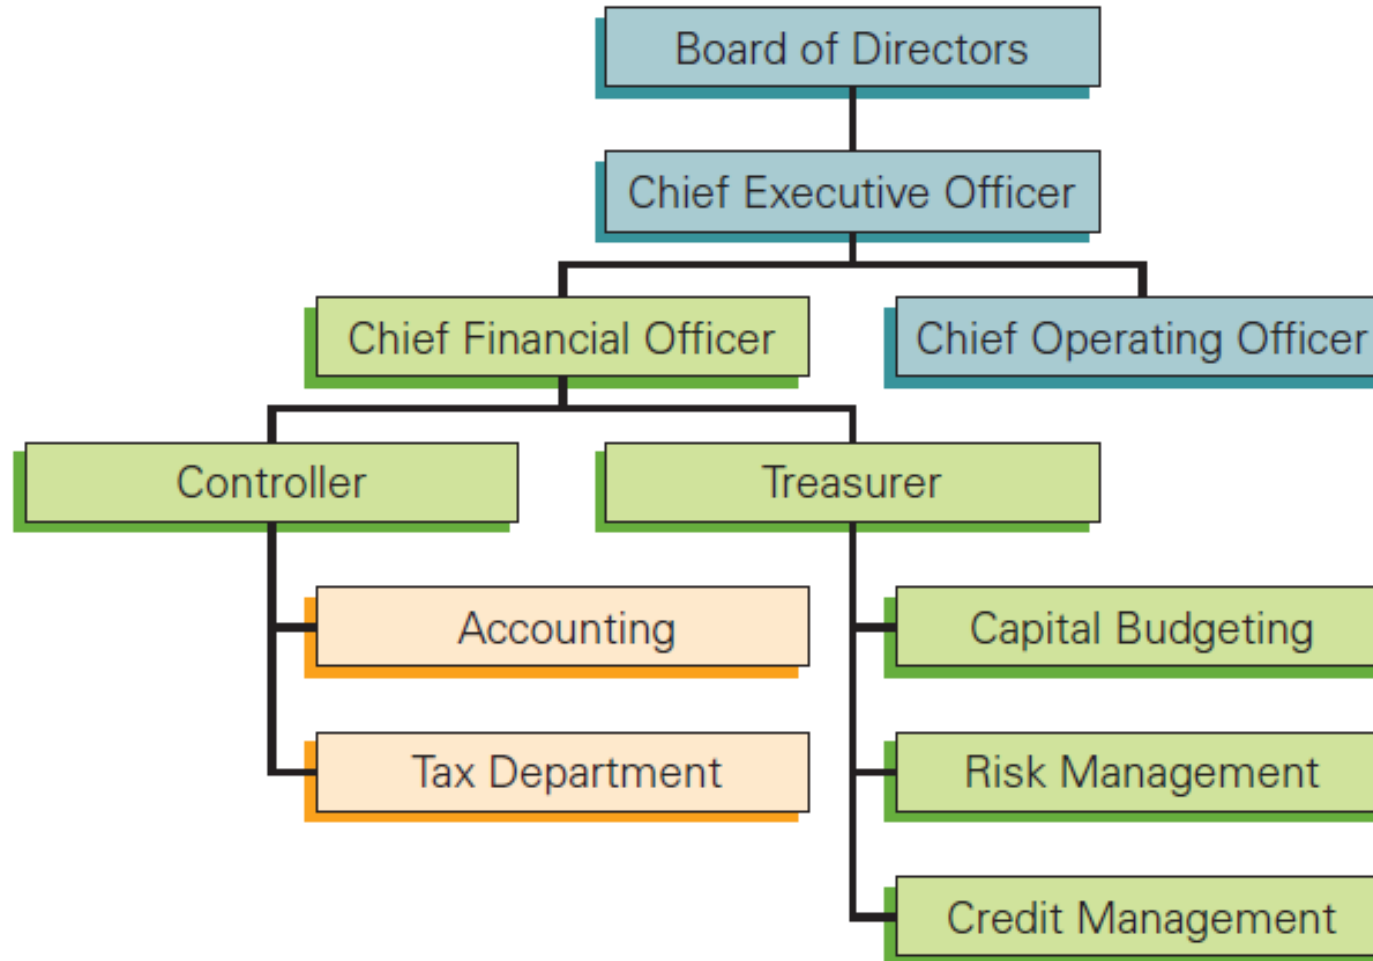 Board of Directors
Chief Executive Officer
Chief Financial Officer
Chief Operating Officer
Controller
Treasurer
Accounting
Capital Budgeting
Tax Department
Risk Management
Credit Management